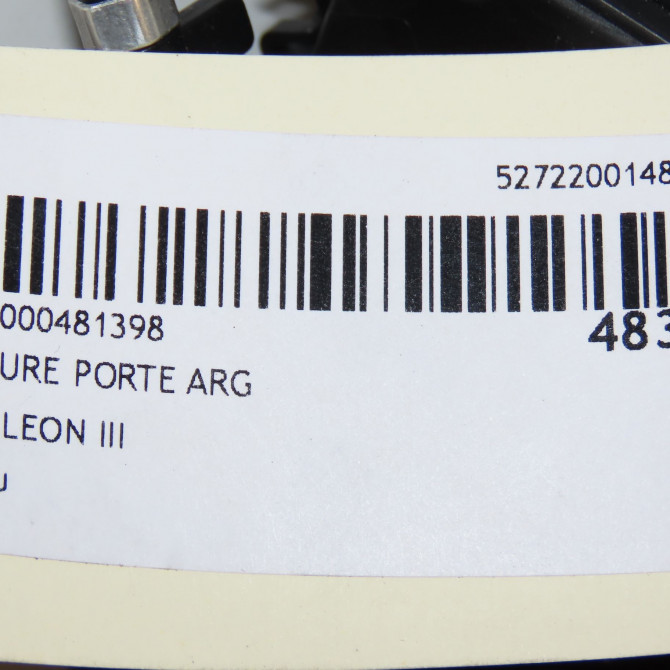 5272200148
000481398
483
URE PORTE ARG
LEON III
U